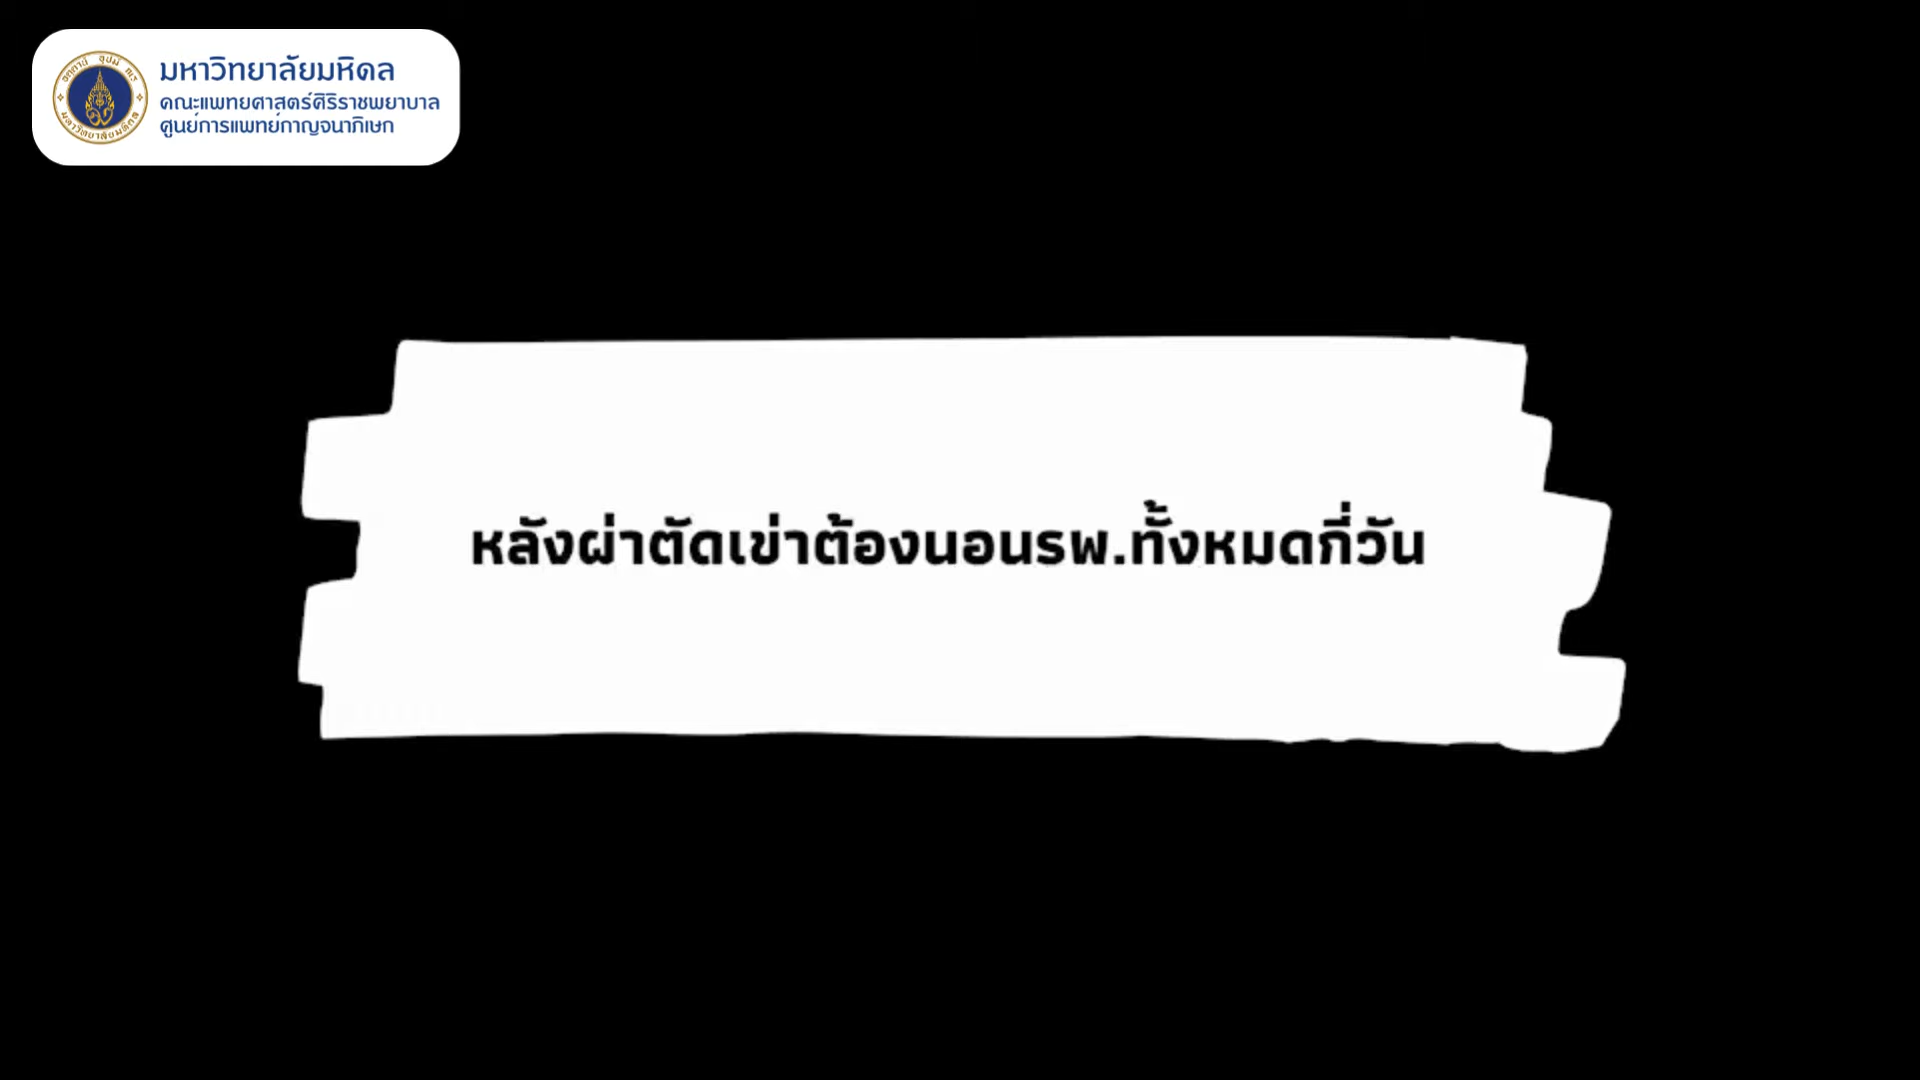 มหาวิทยาลัยมหิดล
คณะแพทยศาสตร์ศิริราชพยาบาล
ศูนย์การแพทย์กาญจนาภิเษก
หลังผ่าตัดเข่าต้องนอนรพ.ทั้งหมดกี่วัน